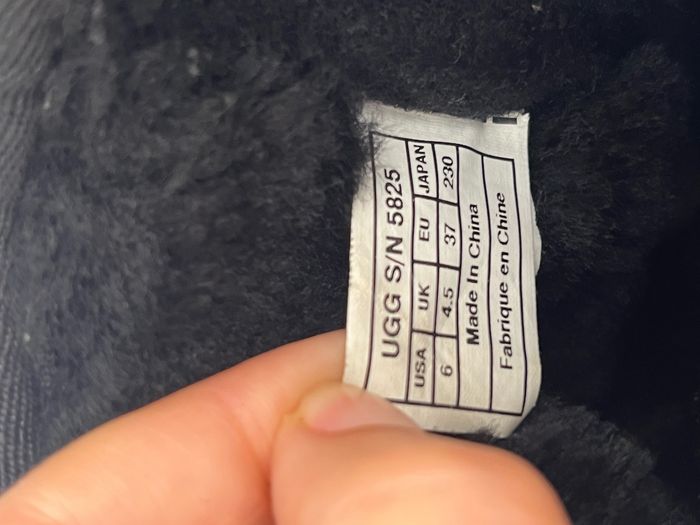 UGG S/N 5825
USA UK EU JAPAN
6 4.5 37 230
Made In China
Fabrique en Chine